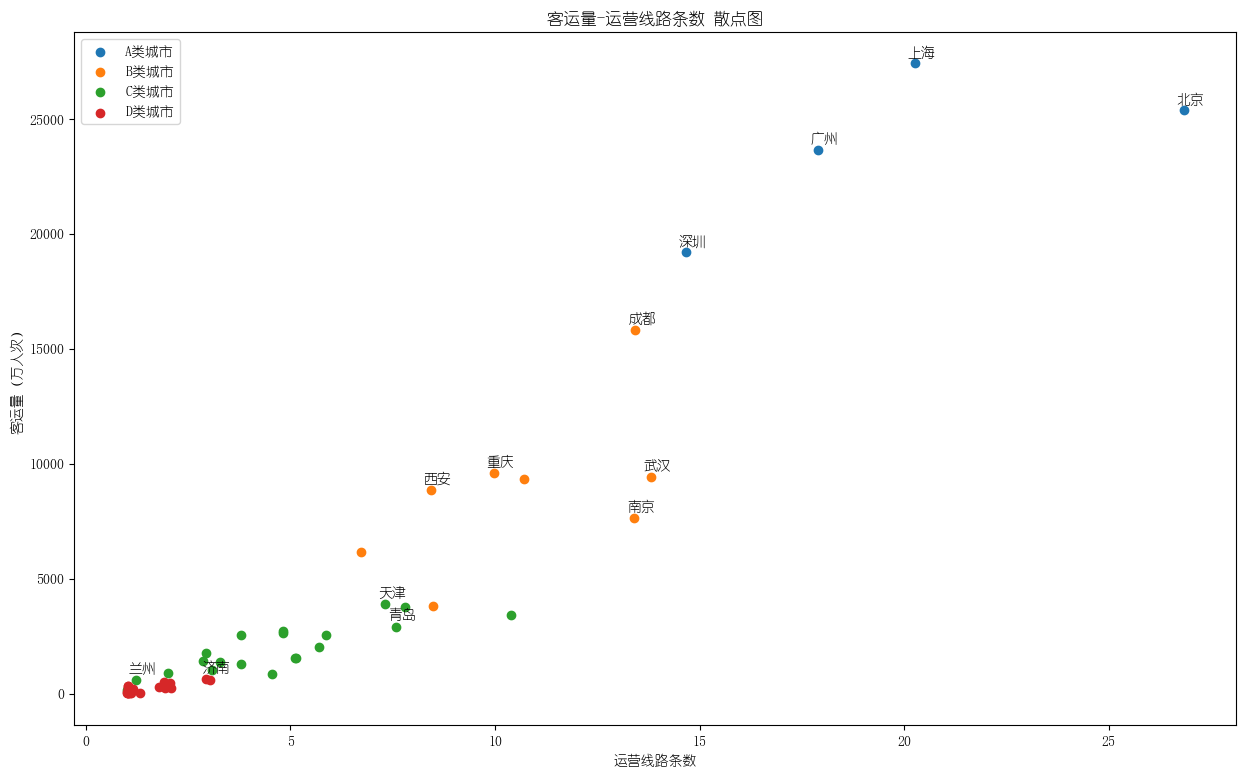 客运量-运营线路条数 散点图
A类城市
B类城市
C类城市
D类城市
上海
北京
广州
深圳
成都
重庆
武汉
西安
南京
天津
青岛
兰州
济南
25000
20000
15000
10000
5000
0
客运量 (万人次)
0 5 10 15 20 25
运营线路条数